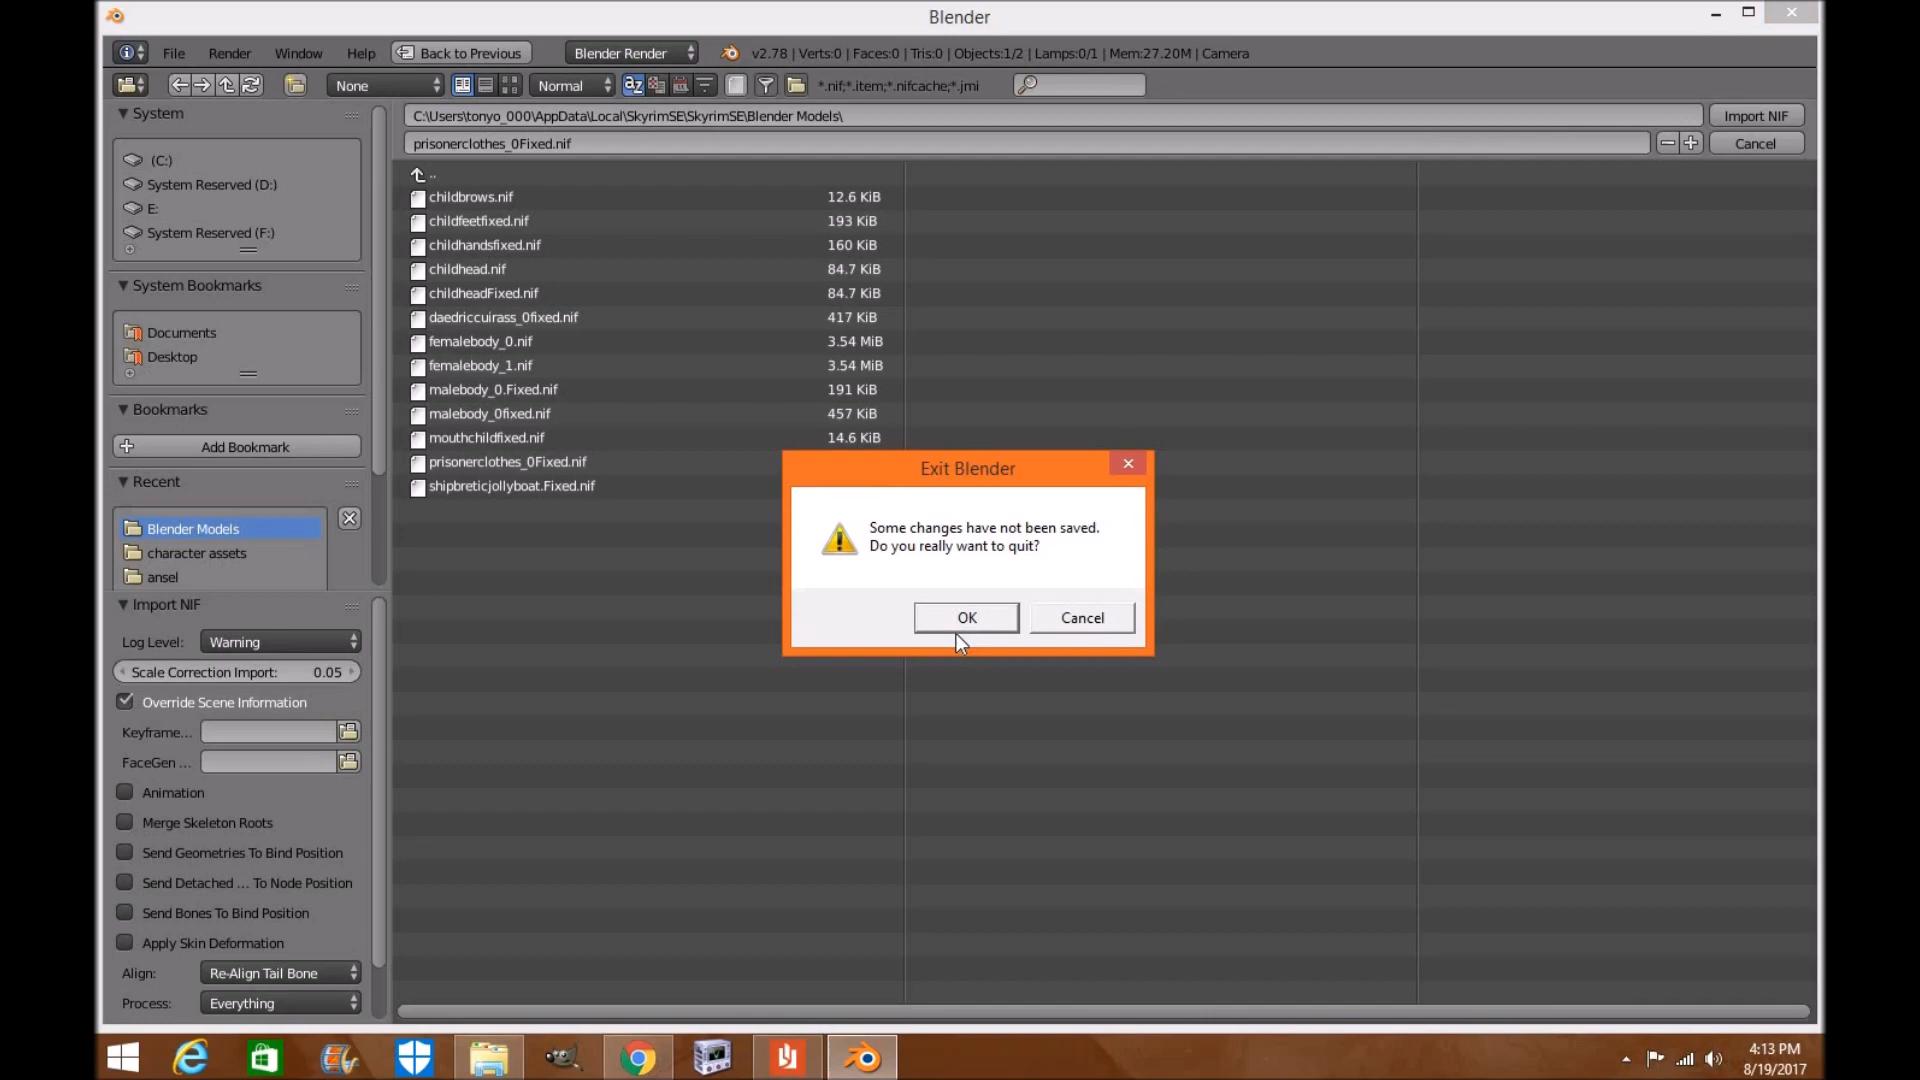 Blender
File Render Window Help Back to Previous Blender Render v2.78 | Verts:0 | Faces:0 | Tris:0 | Objects:1/2 | Lamps:0/1 | Mem:27.20M | Camera
None Normal *.nif;*.item;*.nifcache;*.jmi
System
(C:)
System Reserved (D:)
E:
System Reserved (F:)
System Bookmarks
Documents
Desktop
Bookmarks
Add Bookmark
Recent
Blender Models
character assets
ansel
Import NIF
Log Level: Warning
Scale Correction Import: 0.05
Override Scene Information
Keyframe...
FaceGen ...
Animation
Merge Skeleton Roots
Send Geometries To Bind Position
Send Detached ... To Node Position
Send Bones To Bind Position
Apply Skin Deformation
Align: Re-Align Tail Bone
Process: Everything
C:\Users\tonyo_000\AppData\Local\SkyrimSE\SkyrimSE\Blender Models\ Import NIF
prisonerclothes_0Fixed.nif Cancel
..
childbrows.nif 12.6 KiB
childfeetfixed.nif 193 KiB
childhandsfixed.nif 160 KiB
childhead.nif 84.7 KiB
childheadFixed.nif 84.7 KiB
daedriccuirass_0fixed.nif 417 KiB
femalebody_0.nif 3.54 MiB
femalebody_1.nif 3.54 MiB
malebody_0.Fixed.nif 191 KiB
malebody_0fixed.nif 457 KiB
mouthchildfixed.nif 14.6 KiB
prisonerclothes_0Fixed.nif
shipbreticjollyboat.Fixed.nif
Exit Blender
Some changes have not been saved.
Do you really want to quit?
OK Cancel
4:13 PM
8/19/2017